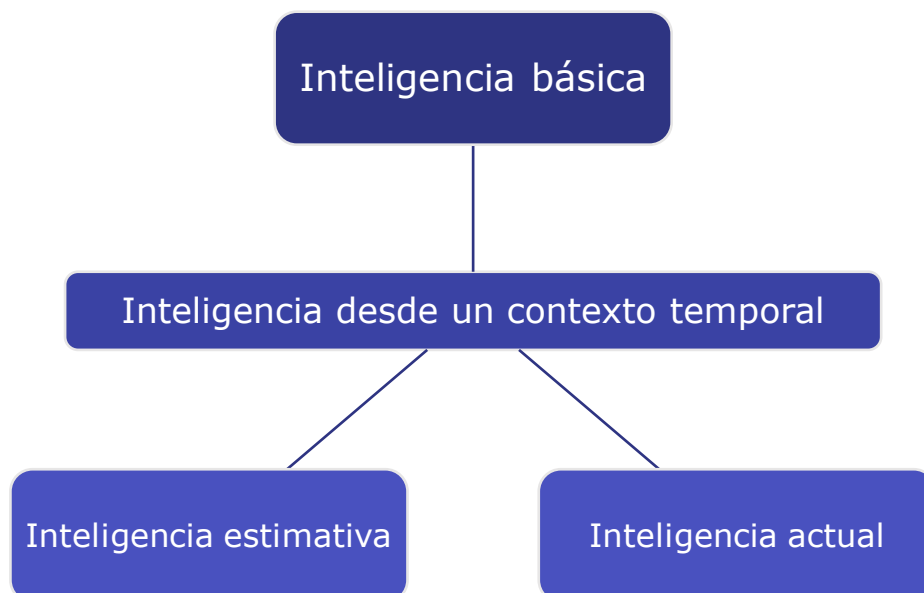 Inteligencia básica
Inteligencia desde un contexto temporal
Inteligencia estimativa
Inteligencia actual